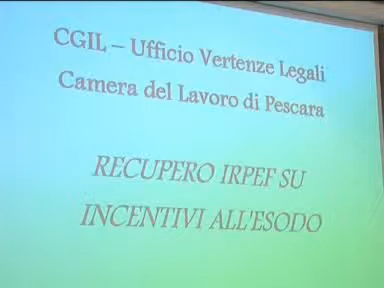 CGIL – Ufficio Vertenze Legali
Camera del Lavoro di Pescara
RECUPERO IRPEF SU
INCENTIVI ALL'ESODO